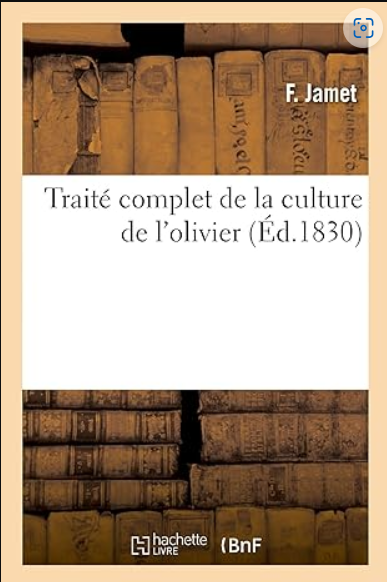 F. Jamet
Traité complet de la culture
de l'olivier (Éd.1830)
hachette
LIVRE
(BnF